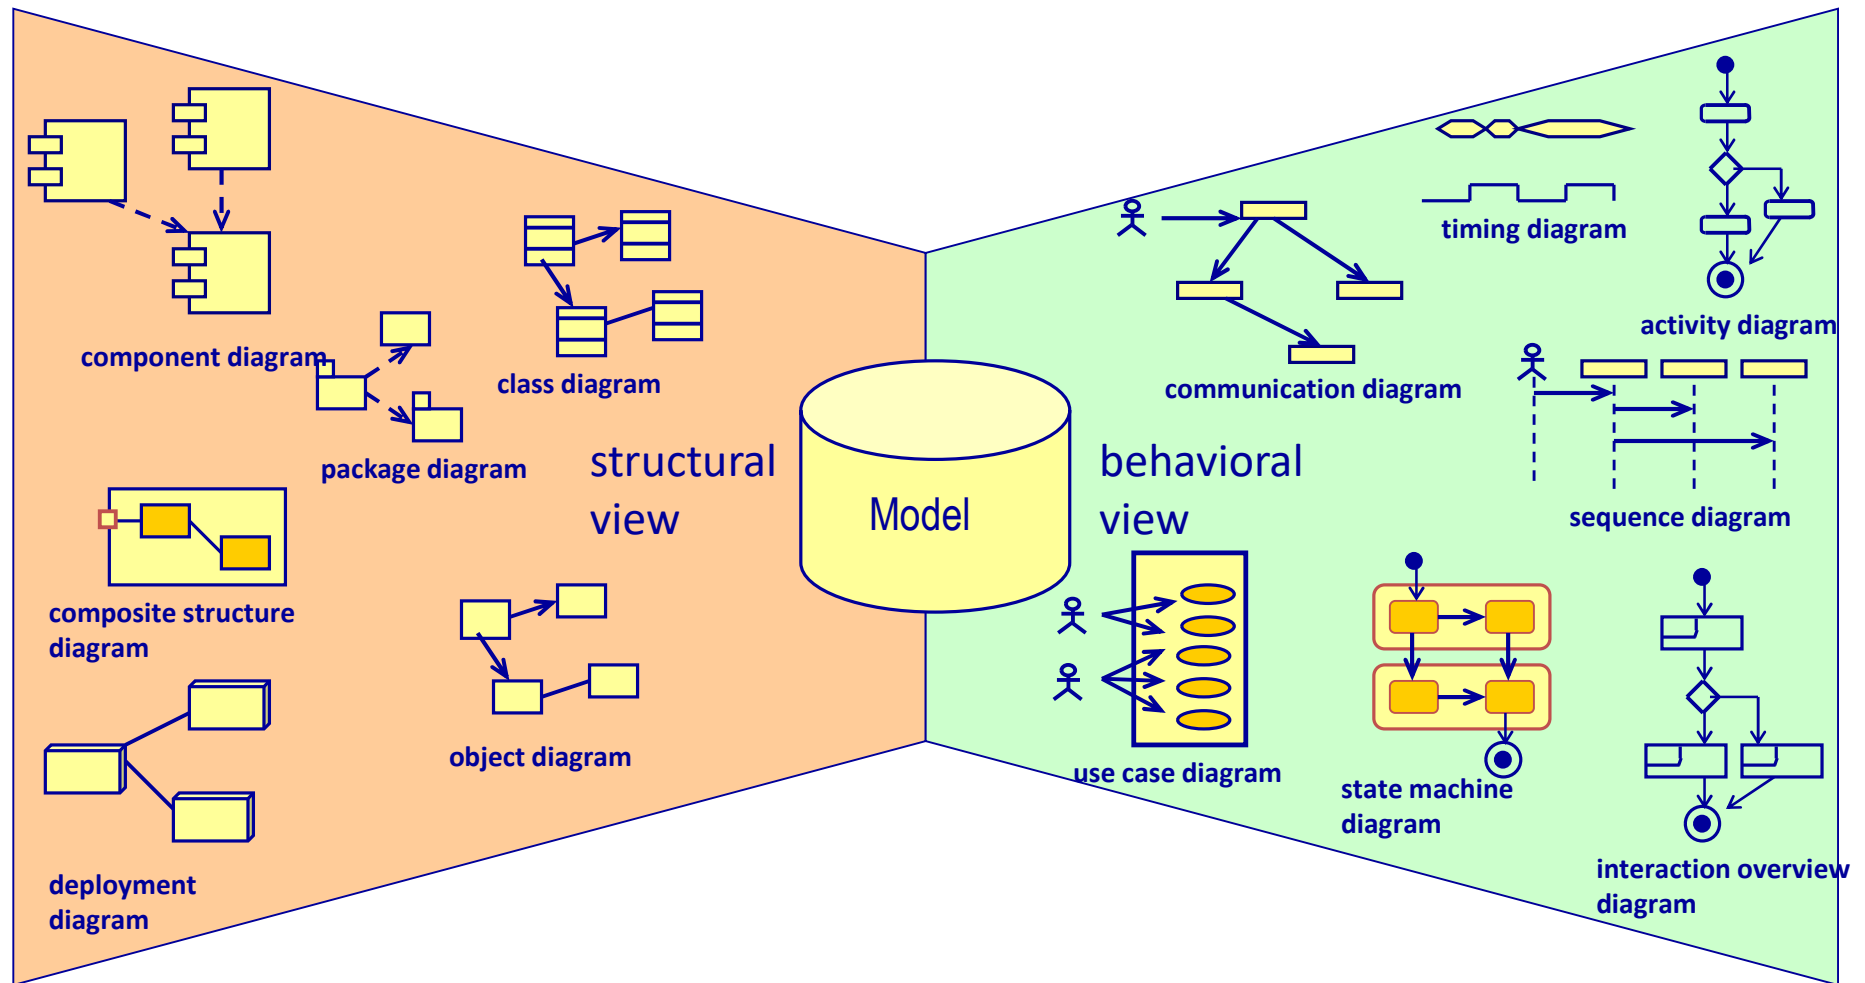 component diagram
class diagram
package diagram
structural
view
composite structure
diagram
object diagram
deployment
diagram
Model
timing diagram
activity diagram
communication diagram
behavioral
view
sequence diagram
use case diagram
state machine
diagram
interaction overview
diagram